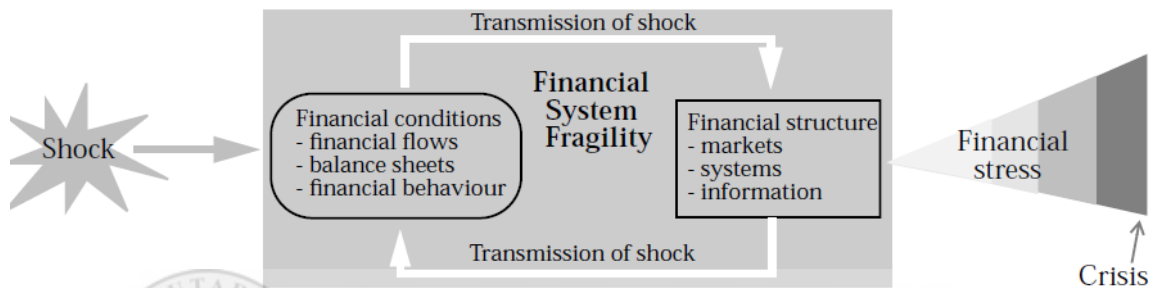 Transmission of shock
Shock
Financial conditions
- financial flows
- balance sheets
- financial behaviour
Financial
System
Fragility
Financial structure
- markets
- systems
- information
Financial
stress
Transmission of shock
Crisis